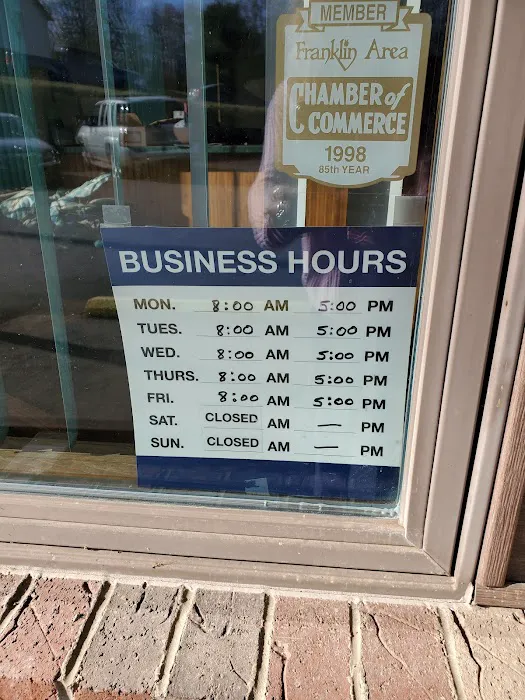 MEMBER
Franklin Area
CHAMBER of
COMMERCE
1998
85th YEAR
BUSINESS HOURS
MON. 8:00 AM 5:00 PM
TUES. 8:00 AM 5:00 PM
WED. 8:00 AM 5:00 PM
THURS. 8:00 AM 5:00 PM
FRI. 8:00 AM 5:00 PM
SAT. CLOSED AM — PM
SUN. CLOSED AM — PM